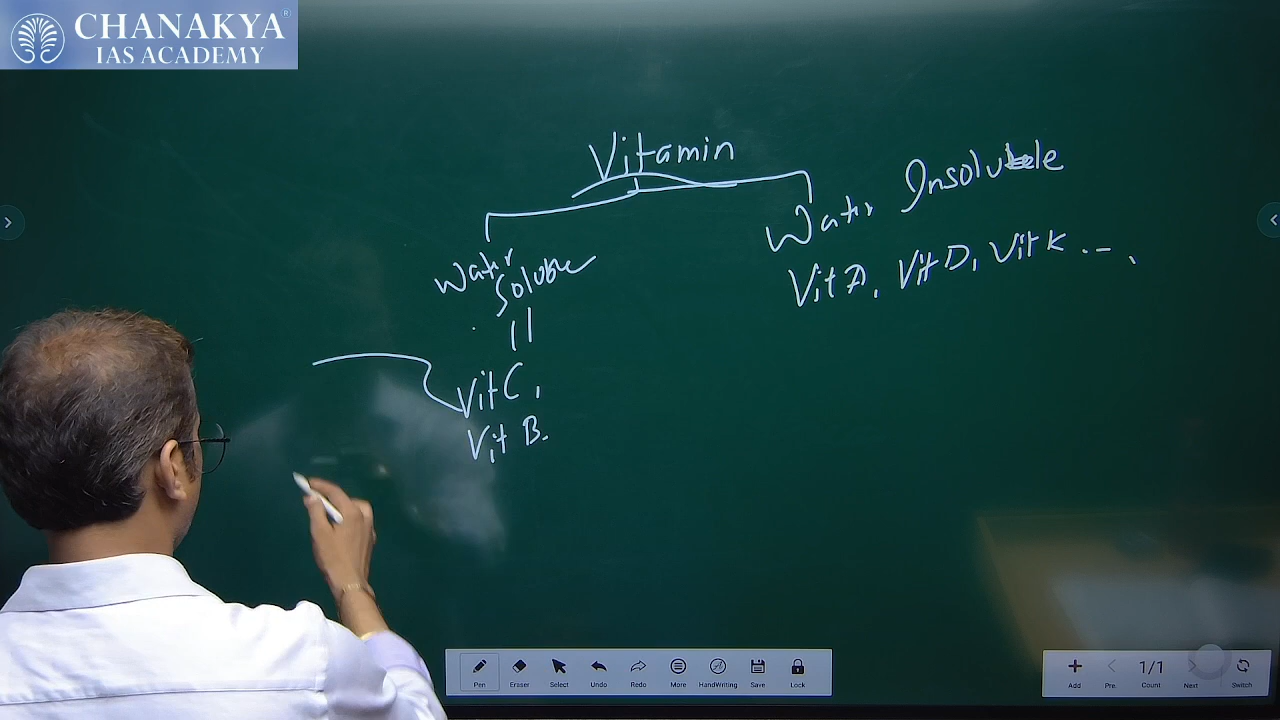 CHANAKYA®
IAS ACADEMY
Vitamin
Water Insoluble
Vit A, Vit D, Vit K ...,
Water
Soluble
Vit C,
Vit B.
Pen Eraser Select Undo Redo More HandWriting Save Lock
1/1
Add Pre. Count Next Switch